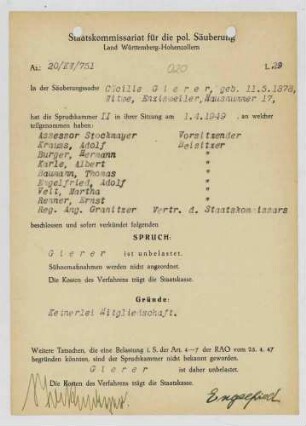 Staatskommissariat für die pol. Säuberung
Land Württemberg-Hohenzollern
Az: 20/EV/751
L.29
In der Säuberungssache Cäcilie Gierer, geb. 11.5.1878,
Witwe, Enzisweiler, Hausnummer 17,
hat die Spruchkammer II in ihrer Sitzung am 1.4.1949, an welcher
teilgenommen haben:
Assessor Stockmayer Vorsitzender
Krauss, Adolf Beisitzer
Burger, Hermann "
Karle, Albert "
Baumann, Thomas "
Engelfried, Adolf "
Veit, Martha "
Renner, Ernst "
Reg. Ang. Granitzer Vertr. d. Staatskommissars
beschlossen und sofort verkündet folgenden
SPRUCH:
Gierer ist unbelastet.
Sühnemaßnahmen werden nicht angeordnet.
Die Kosten des Verfahrens trägt die Staatskasse.
Gründe:
Keinerlei Mitgliedschaft.
Weitere Tatsachen, die eine Belastung i. S. der Art. 4—7 der RAO vom 25. 4. 47
begründen könnten, sind der Spruchkammer nicht bekannt geworden.
Gierer ist daher unbelastet.
Die Kosten des Verfahrens trägt die Staatskasse.
Engelfried